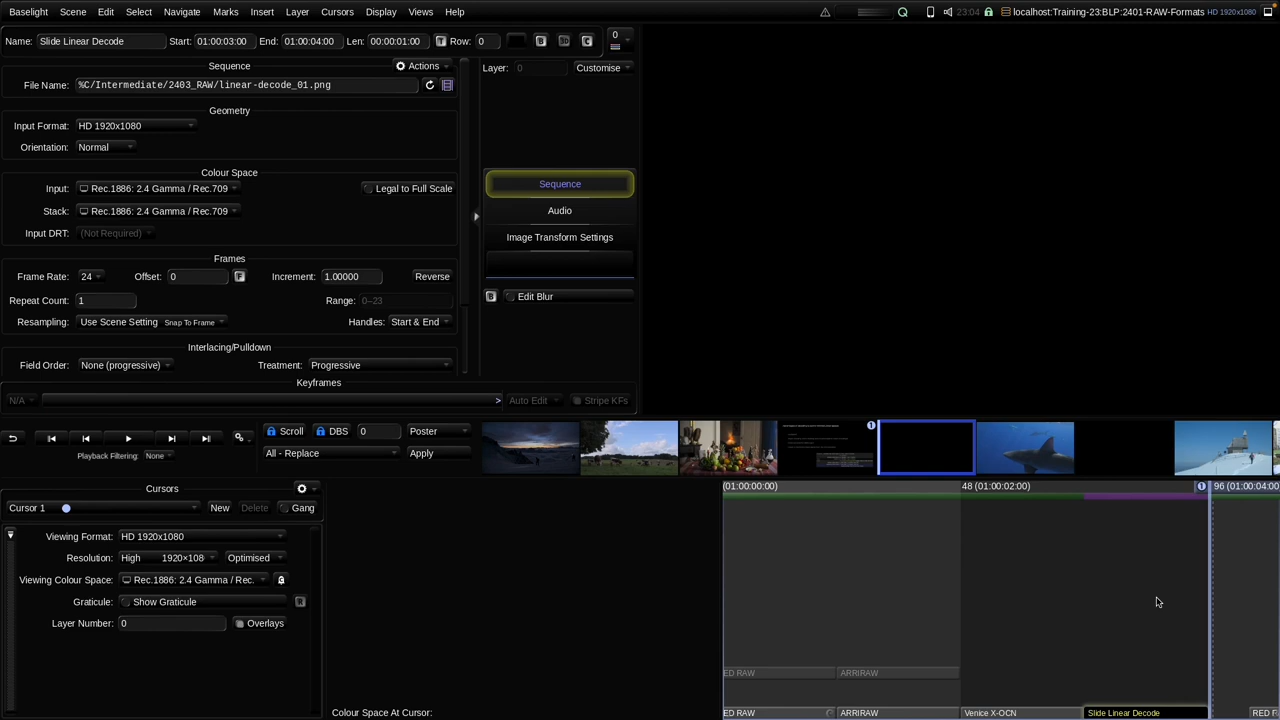 Baselight Scene Edit Select Navigate Marks Insert Layer Cursors Display Views Help 23:04 localhost:Training-23:BLP:2401-RAW-Formats HD 1920x1080
Name: Slide Linear Decode Start: 01:00:03:00 End: 01:00:04:00 Len: 00:00:01:00 T Row: 0 B 3D C 0
Sequence Actions
Layer: 0 Customise
File Name: %C/Intermediate/2403_RAW/linear-decode_01.png
Geometry
Input Format: HD 1920x1080
Orientation: Normal
Colour Space
Input: Rec.1886: 2.4 Gamma / Rec.709 Legal to Full Scale
Stack: Rec.1886: 2.4 Gamma / Rec.709
Input DRT: (Not Required)
Frames
Frame Rate: 24 Offset: 0 F Increment: 1.00000 Reverse
Repeat Count: 1 Range: 0–23
Resampling: Use Scene Setting Snap To Frame Handles: Start & End
Interlacing/Pulldown
Field Order: None (progressive) Treatment: Progressive
Sequence
Audio
Image Transform Settings
B Edit Blur
Keyframes
N/A > Auto Edit Stripe KFs
Scroll DBS 0 Poster
None Apply
1
Cursors
Cursor 1 New Delete Gang
Viewing Format: HD 1920x1080
Resolution: High 1920×108 Optimised
Viewing Colour Space: Rec.1886: 2.4 Gamma / Rec.
Graticule: Show Graticule R
Layer Number: 0 Overlays
Colour Space At Cursor:
(01:00:00:00) 48 (01:00:02:00) 1 96 (01:00:04:00
ED RAW ARRIRAW
ED RAW ARRIRAW Venice X-OCN Slide Linear Decode RED